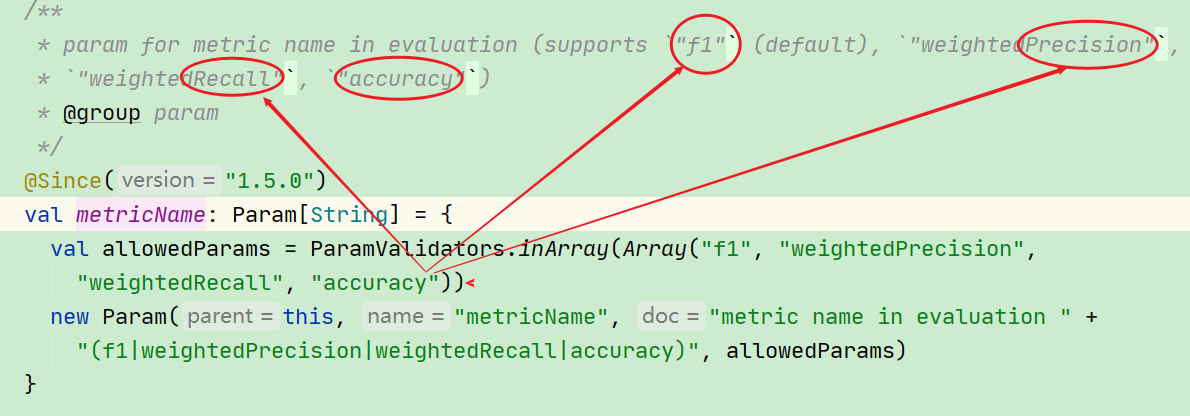 /**
* param for metric name in evaluation (supports `"f1"` (default), `"weightedPrecision"`,
* `"weightedRecall"`, `"accuracy"`)
* @group param
*/
@Since( version = "1.5.0")
val metricName: Param[String] = {
val allowedParams = ParamValidators.inArray(Array("f1", "weightedPrecision",
"weightedRecall", "accuracy"))
new Param( parent = this, name = "metricName", doc = "metric name in evaluation " +
"(f1|weightedPrecision|weightedRecall|accuracy)", allowedParams)
}